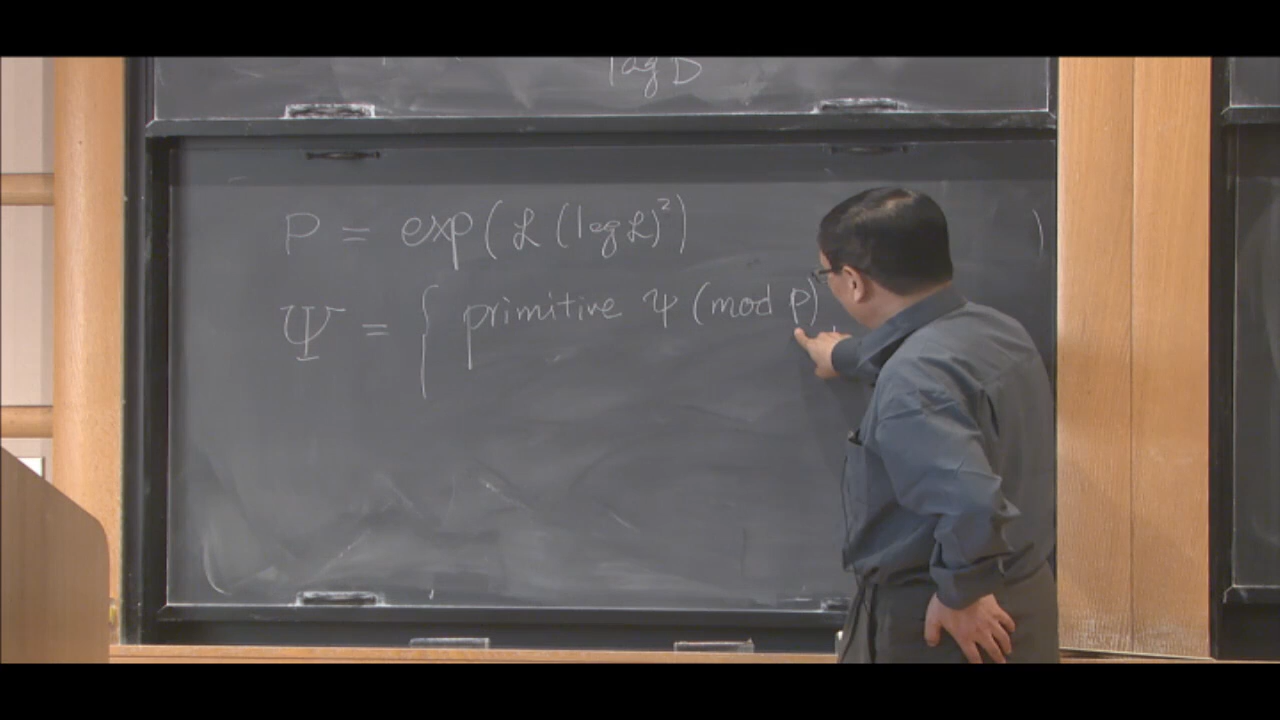 log D
P = exp(ℒ (log ℒ)²)
)
Ψ = { primitive ψ (mod p)